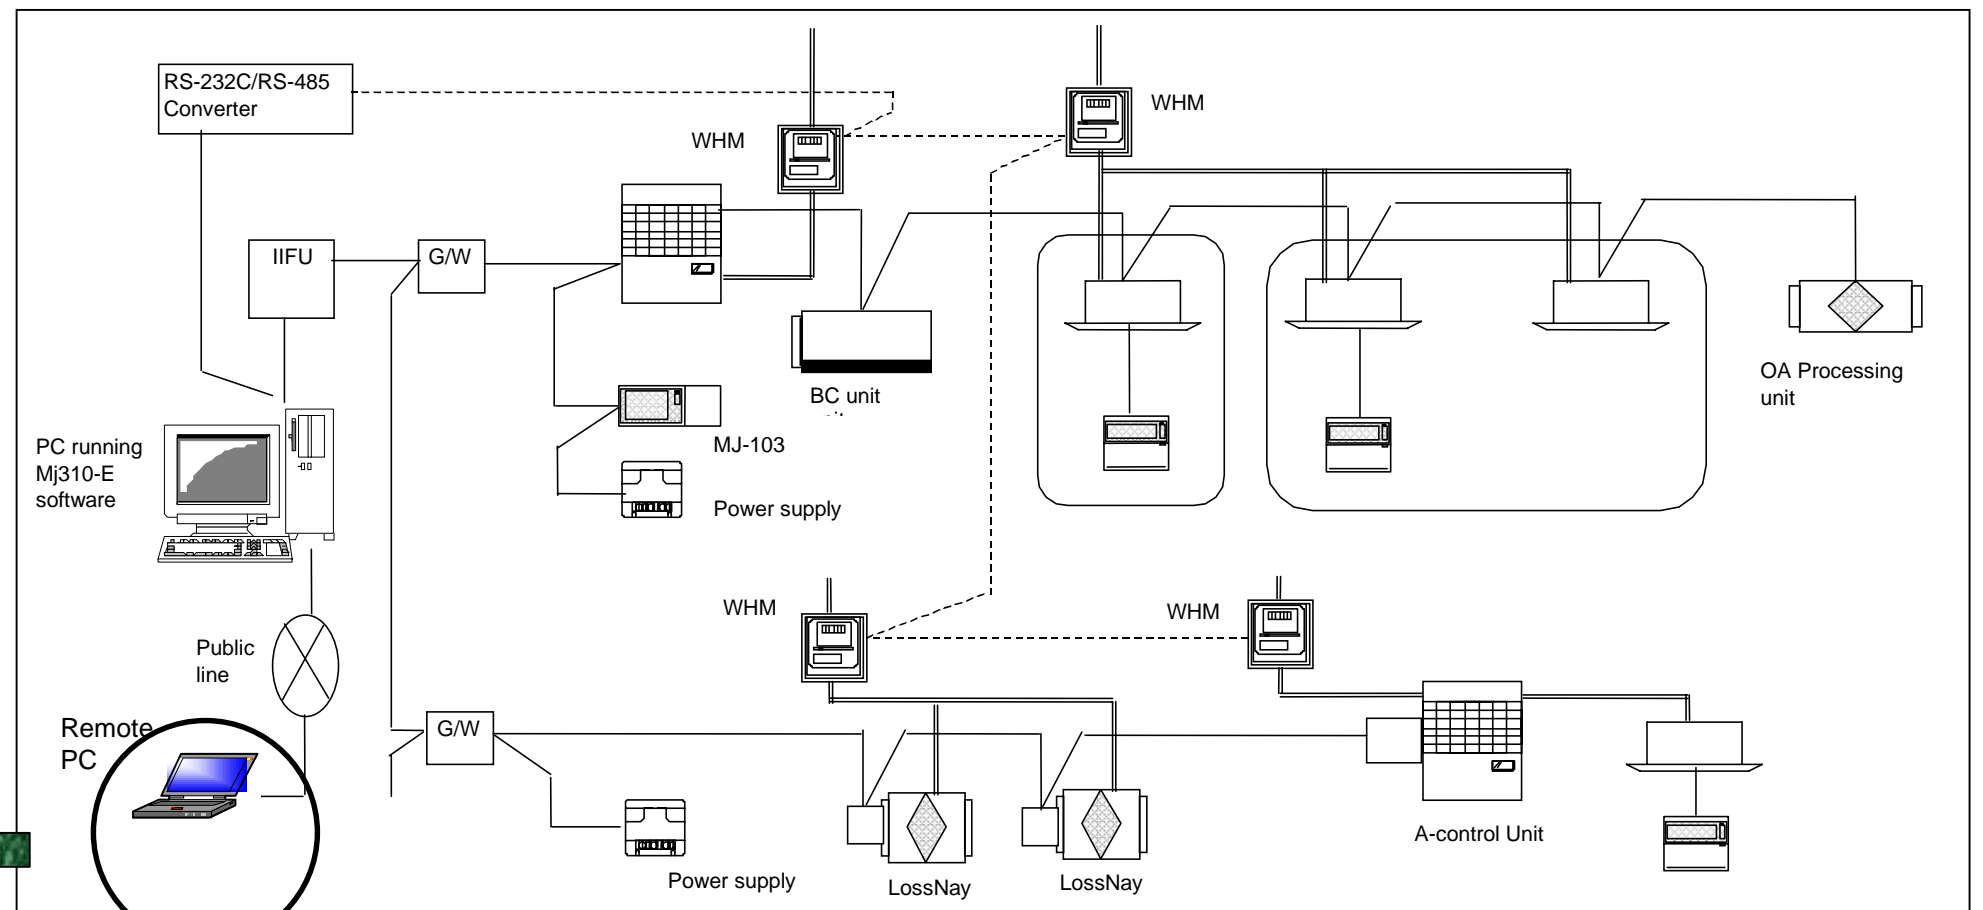 RS-232C/RS-485
Converter
WHM
WHM
IIFU
G/W
BC unit
OA Processing
unit
MJ-103
PC running
Mj310-E
software
Power supply
WHM
WHM
Public
line
Remote
PC
G/W
A-control Unit
Power supply
LossNay
LossNay